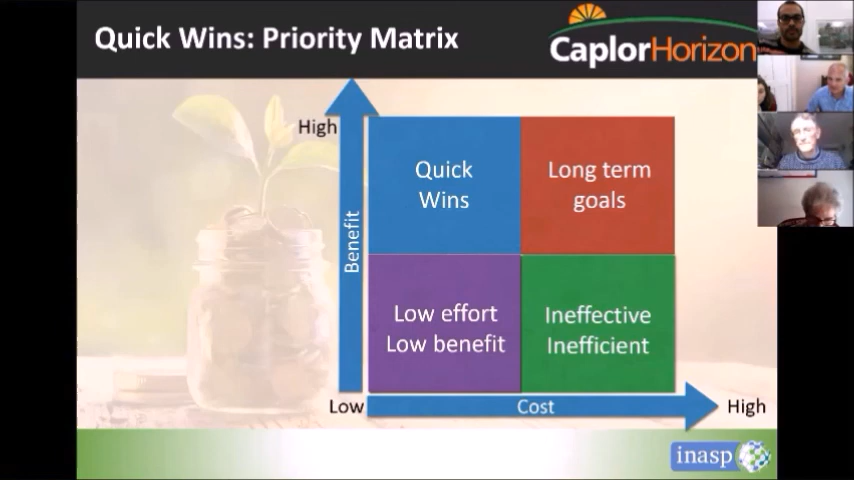 Quick Wins: Priority Matrix
CaplorHorizon
High
Quick
Wins
Long term
goals
Benefit
Low effort
Low benefit
Ineffective
Inefficient
Low
Cost
High
inasp